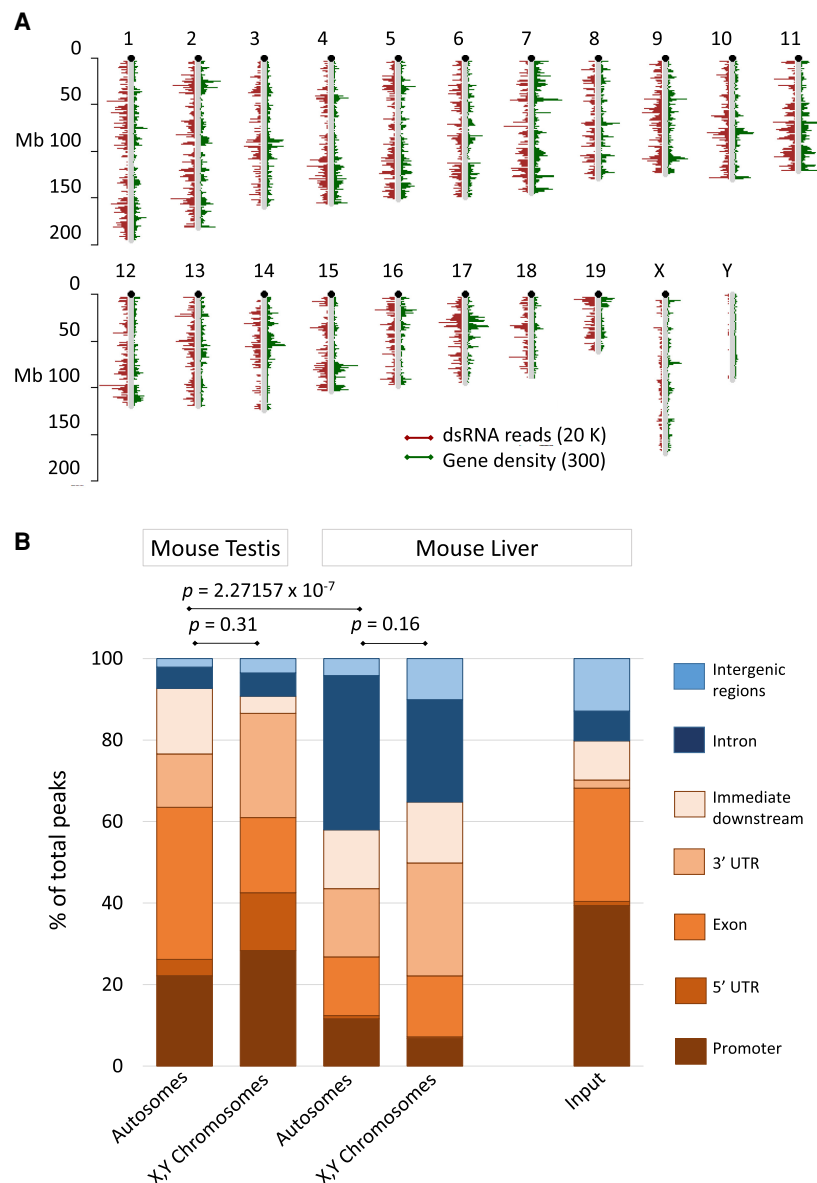 A
1 2 3 4 5 6 7 8 9 10 11
0
50
Mb 100
150
200
12 13 14 15 16 17 18 19 X Y
0
50
Mb 100
150
200
dsRNA reads (20 K)
Gene density (300)
B
Mouse Testis Mouse Liver
p = 2.27157 x 10-7
p = 0.31 p = 0.16
100
80
60
40
20
0
% of total peaks
Autosomes
X,Y Chromosomes
Autosomes
X,Y Chromosomes
Input
Intergenic
regions
Intron
Immediate
downstream
3’ UTR
Exon
5’ UTR
Promoter